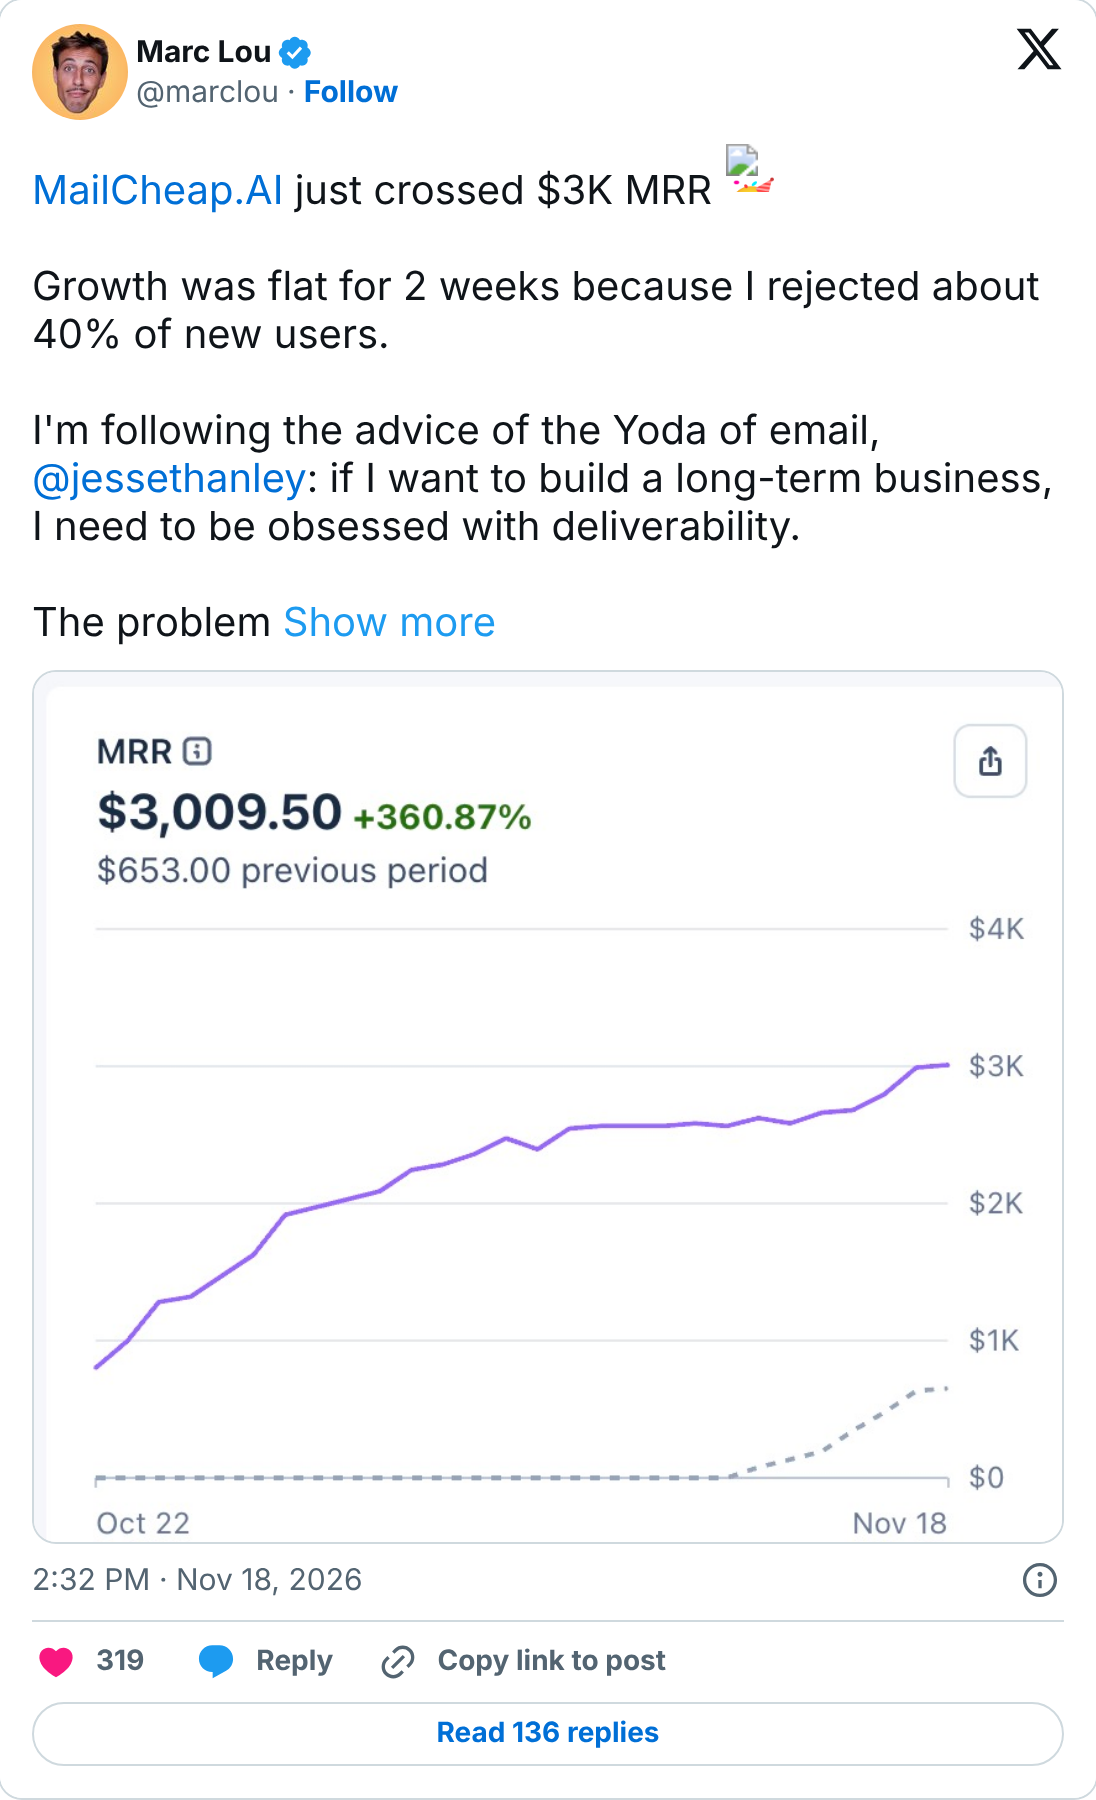 Marc Lou
@marclou · Follow
MailCheap.AI just crossed $3K MRR
Growth was flat for 2 weeks because I rejected about
40% of new users.
I'm following the advice of the Yoda of email,
@jessethanley: if I want to build a long-term business,
I need to be obsessed with deliverability.
The problem Show more
MRR
$3,009.50 +360.87%
$653.00 previous period
$4K
$3K
$2K
$1K
$0
Oct 22 Nov 18
2:32 PM · Nov 18, 2026
319 Reply Copy link to post
Read 136 replies